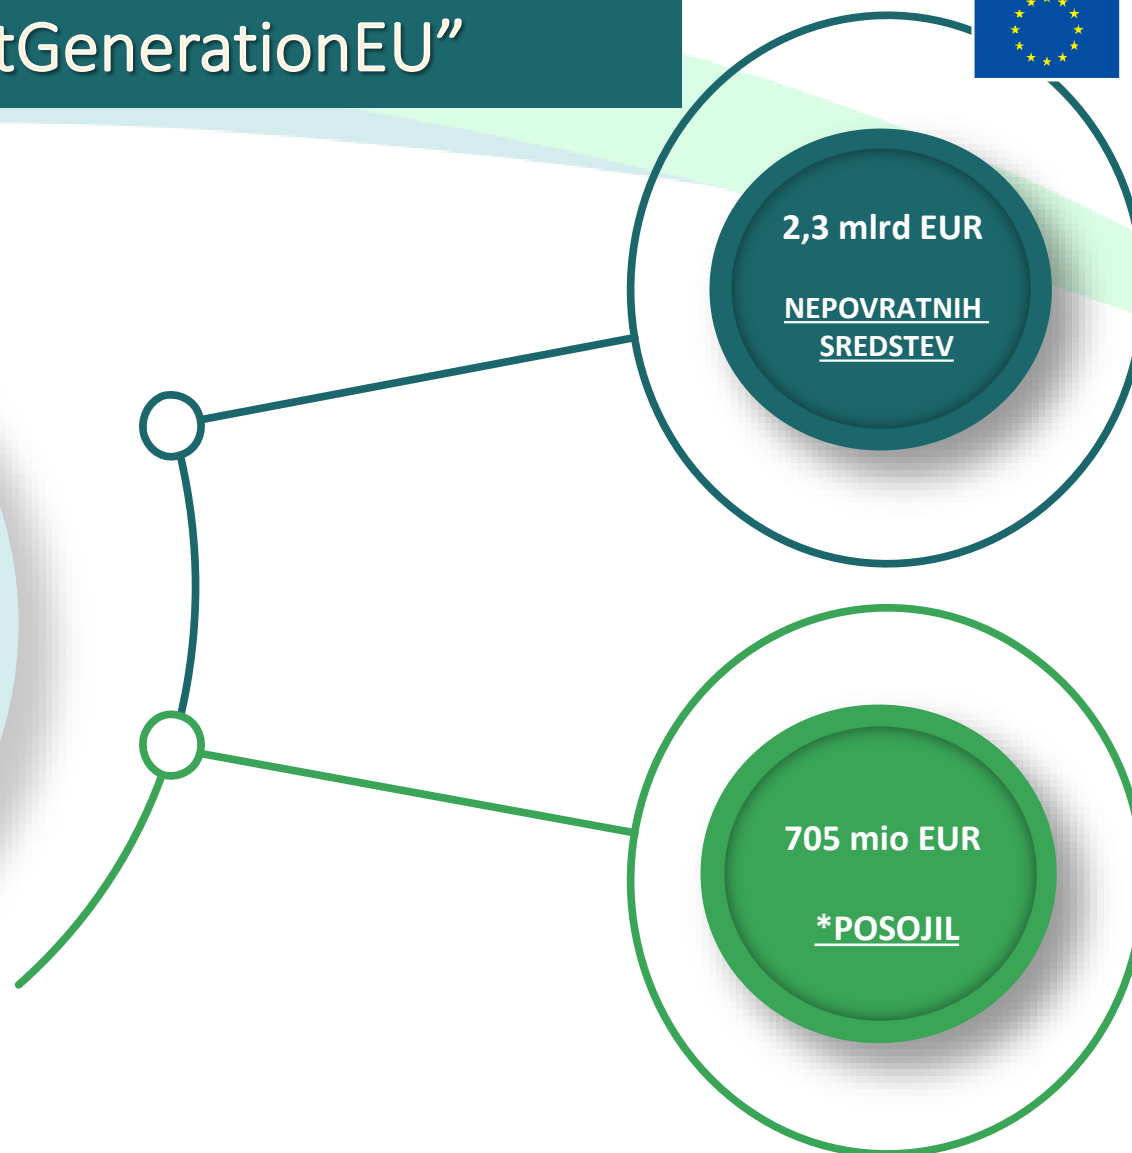 tGenerationEU”
2,3 mlrd EUR
NEPOVRATNIH
SREDSTEV
705 mio EUR
*POSOJIL